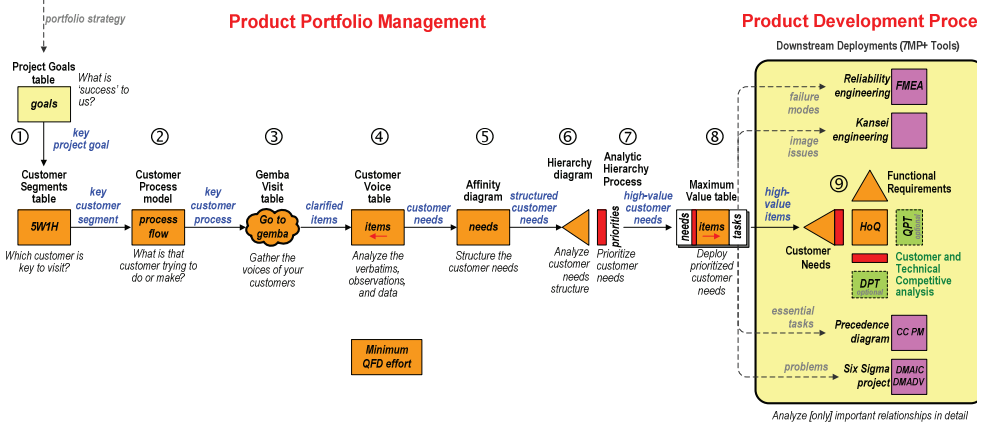 portfolio strategy
Product Portfolio Management
Product Development Proce
Downstream Deployments (7MP+ Tools)
Project Goals
table
What is
'success' to
us?
goals
①
key
project goal
Customer
Segments
table
5W1H
Which customer is
key to visit?
key
customer
segment
②
Customer
Process
model
process
flow
What is that
customer trying to
do or make?
key
customer
process
③
Gemba
Visit
table
Go to
gemba
Gather the
voices of your
customers
clarified
items
④
Customer
Voice
table
items
Analyze the
verbatims,
observations,
and data
customer
needs
⑤
Affinity
diagram
needs
Structure the
customer needs
structured
customer
needs
⑥
Hierarchy
diagram
Analyze
customer
needs
structure
⑦
Analytic
Hierarchy
Process
priorities
Prioritize
customer
needs
high-value
customer
needs
⑧
Maximum
Value table
needs
items
tasks
Deploy
prioritized
customer
needs
high-
value
items
failure
modes
Reliability
engineering
FMEA
image
issues
Kansei
engineering
⑨
Functional
Requirements
Customer
Needs
HoQ
QPT
optional
Customer and
Technical
Competitive
analysis
DPT
optional
essential
tasks
Precedence
diagram
CC PM
problems
Six Sigma
project
DMAIC
DMADV
Minimum
QFD effort
Analyze [only] important relationships in detail